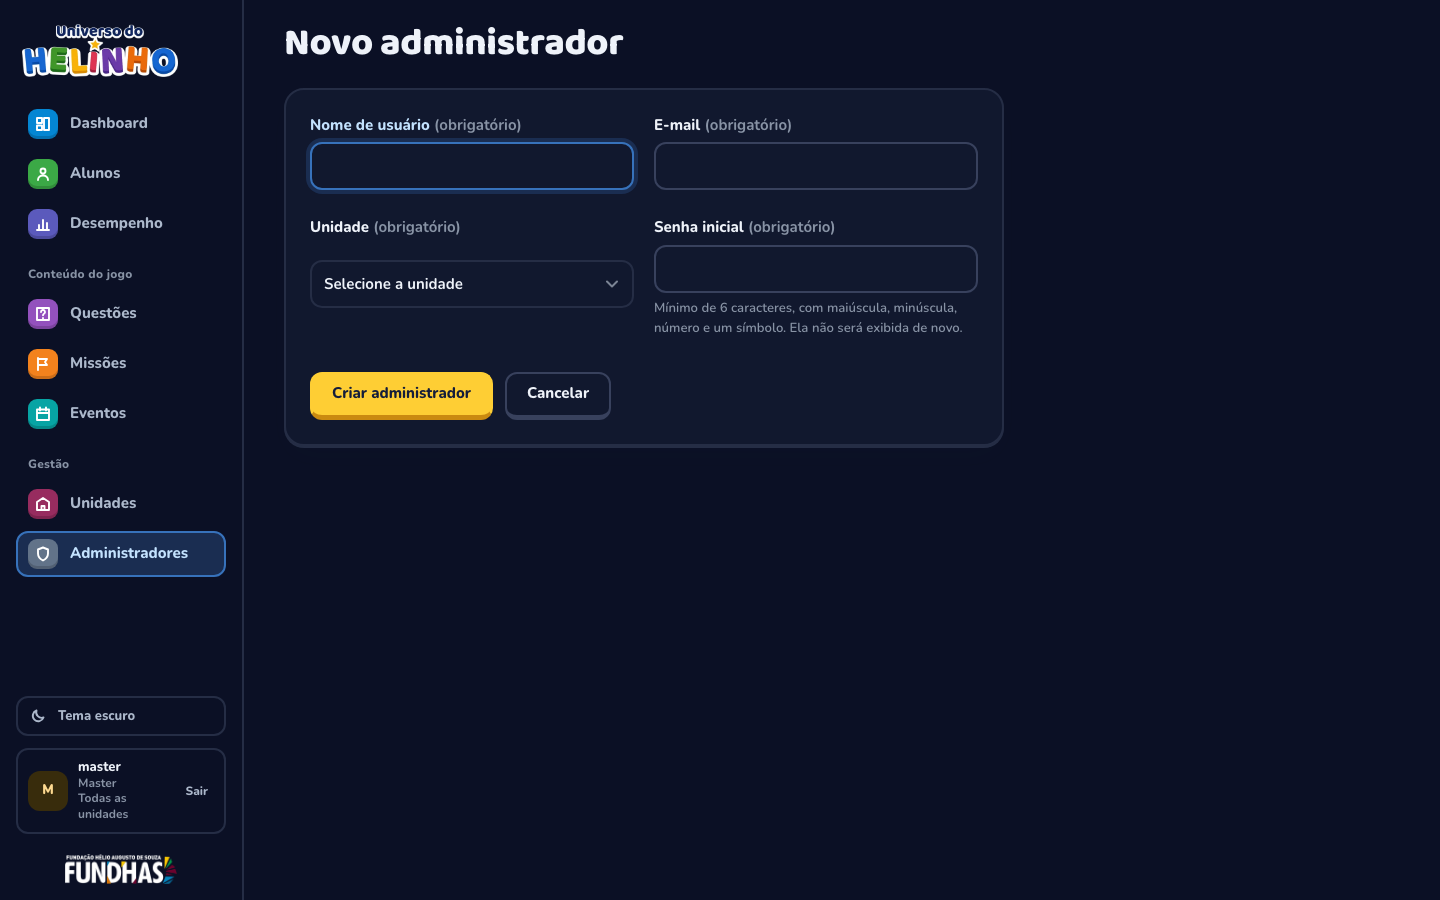 Universo do
HELINHO
Dashboard
Alunos
Desempenho
Conteúdo do jogo
Questões
Missões
Eventos
Gestão
Unidades
Administradores
Tema escuro
M
master
Master
Todas as
unidades
Sair
FUNDAÇÃO HÉLIO AUGUSTO DE SOUZA
FUNDHAS
Novo administrador
Nome de usuário (obrigatório)
E-mail (obrigatório)
Unidade (obrigatório)
Selecione a unidade
Senha inicial (obrigatório)
Mínimo de 6 caracteres, com maiúscula, minúscula,
número e um símbolo. Ela não será exibida de novo.
Criar administrador
Cancelar